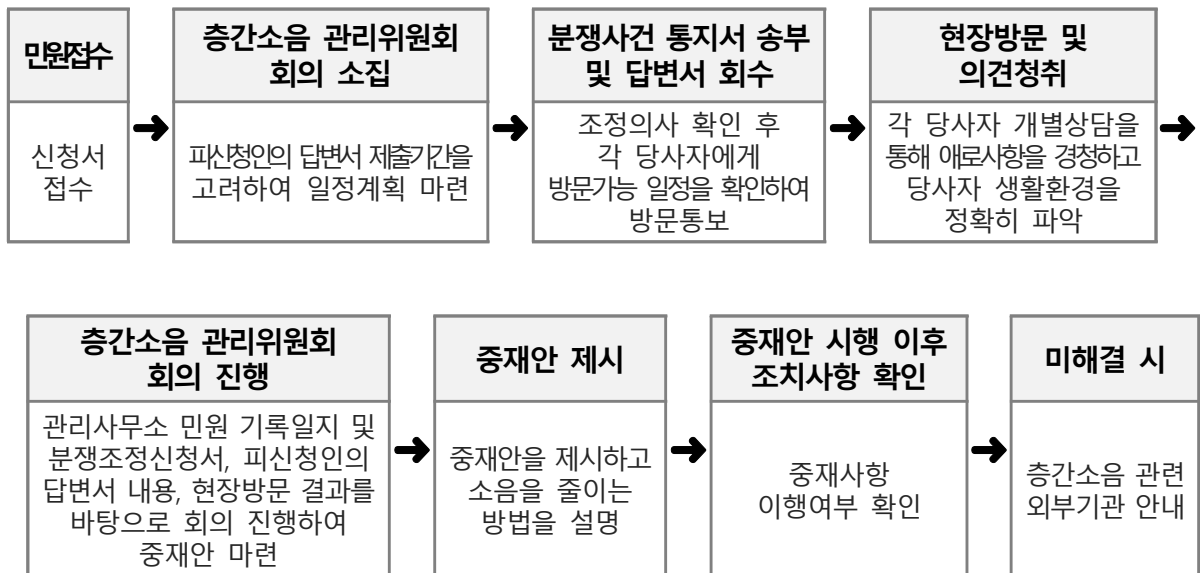 민원접수
신청서
접수
층간소음 관리위원회
회의 소집
피신청인의 답변서 제출기간을
고려하여 일정계획 마련
분쟁사건 통지서 송부
및 답변서 회수
조정의사 확인 후
각 당사자에게
방문가능 일정을 확인하여
방문통보
현장방문 및
의견청취
각 당사자 개별상담을
통해 애로사항을 경청하고
당사자 생활환경을
정확히 파악
층간소음 관리위원회
회의 진행
관리사무소 민원 기록일지 및
분쟁조정신청서, 피신청인의
답변서 내용, 현장방문 결과를
바탕으로 회의 진행하여
중재안 마련
중재안 제시
중재안을 제시하고
소음을 줄이는
방법을 설명
중재안 시행 이후
조치사항 확인
중재사항
이행여부 확인
미해결 시
층간소음 관련
외부기관 안내